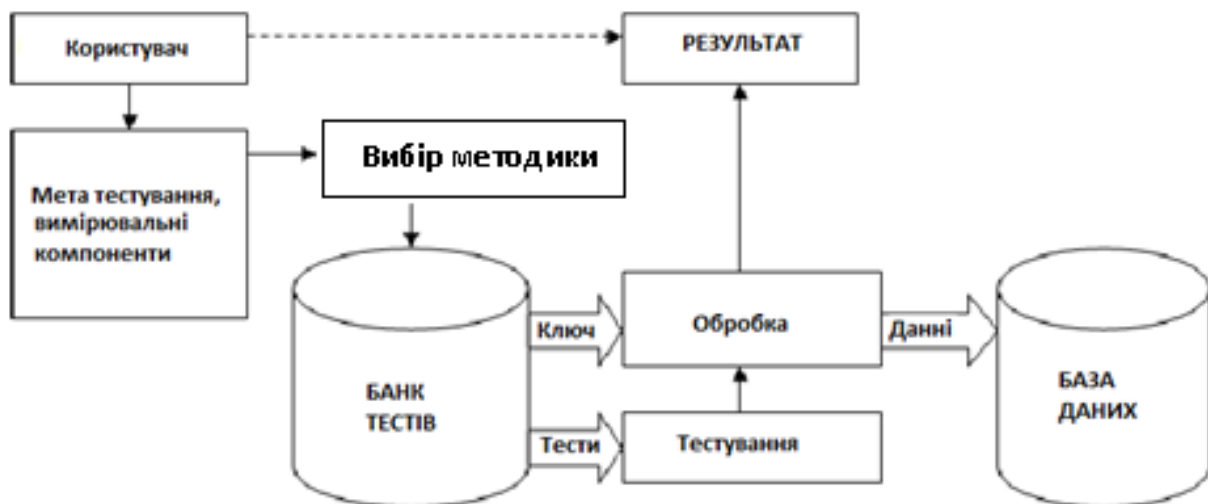 Користувач
РЕЗУЛЬТАТ
Вибір методики
Мета тестування,
вимірювальні
компоненти
Ключ
Обробка
Данні
БАНК
ТЕСТІВ
БАЗА
ДАНИХ
Тести
Тестування